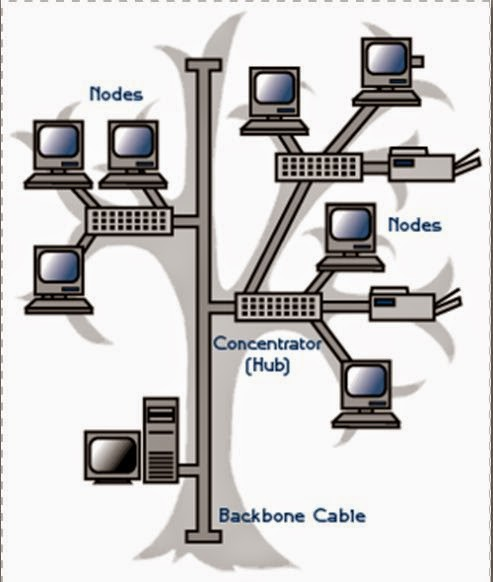 Nodes
Nodes
Concentrator
(Hub)
Backbone Cable